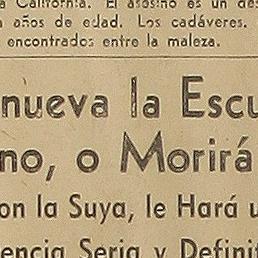 California. El asesino es un des
años de edad. Los cadáveres.
encontrados entre la maleza.
nueva la Escu
no, o Morirá
on la Suya, le Hará u
encia Seria y Definit